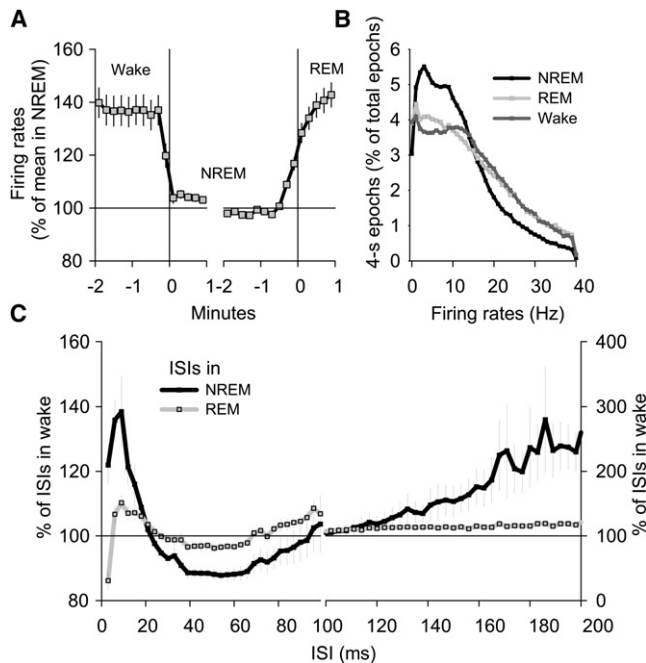 A
B
160
140
120
100
80
Firing rates
(% of mean in NREM)
Wake
NREM
REM
-2
-1
0
1
-2
-1
0
1
Minutes
6
5
4
3
2
1
0
4-s epochs (% of total epochs)
NREM
REM
Wake
0
10
20
30
40
Firing rates (Hz)
C
160
140
120
100
80
% of ISIs in wake
ISIs in
NREM
REM
400
300
200
100
0
% of ISIs in wake
0
20
40
60
80
100
120
140
160
180
200
ISI (ms)